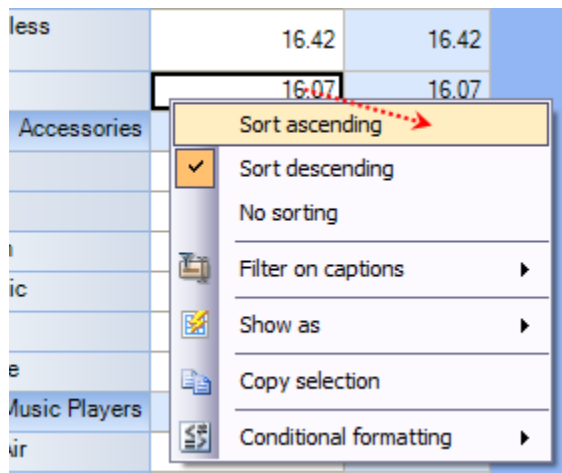 less
16.42 16.42
16.07 16.07
Accessories
Sort ascending
Sort descending
No sorting
Filter on captions
ic
Show as
e
Copy selection
Music Players
Air
Conditional formatting